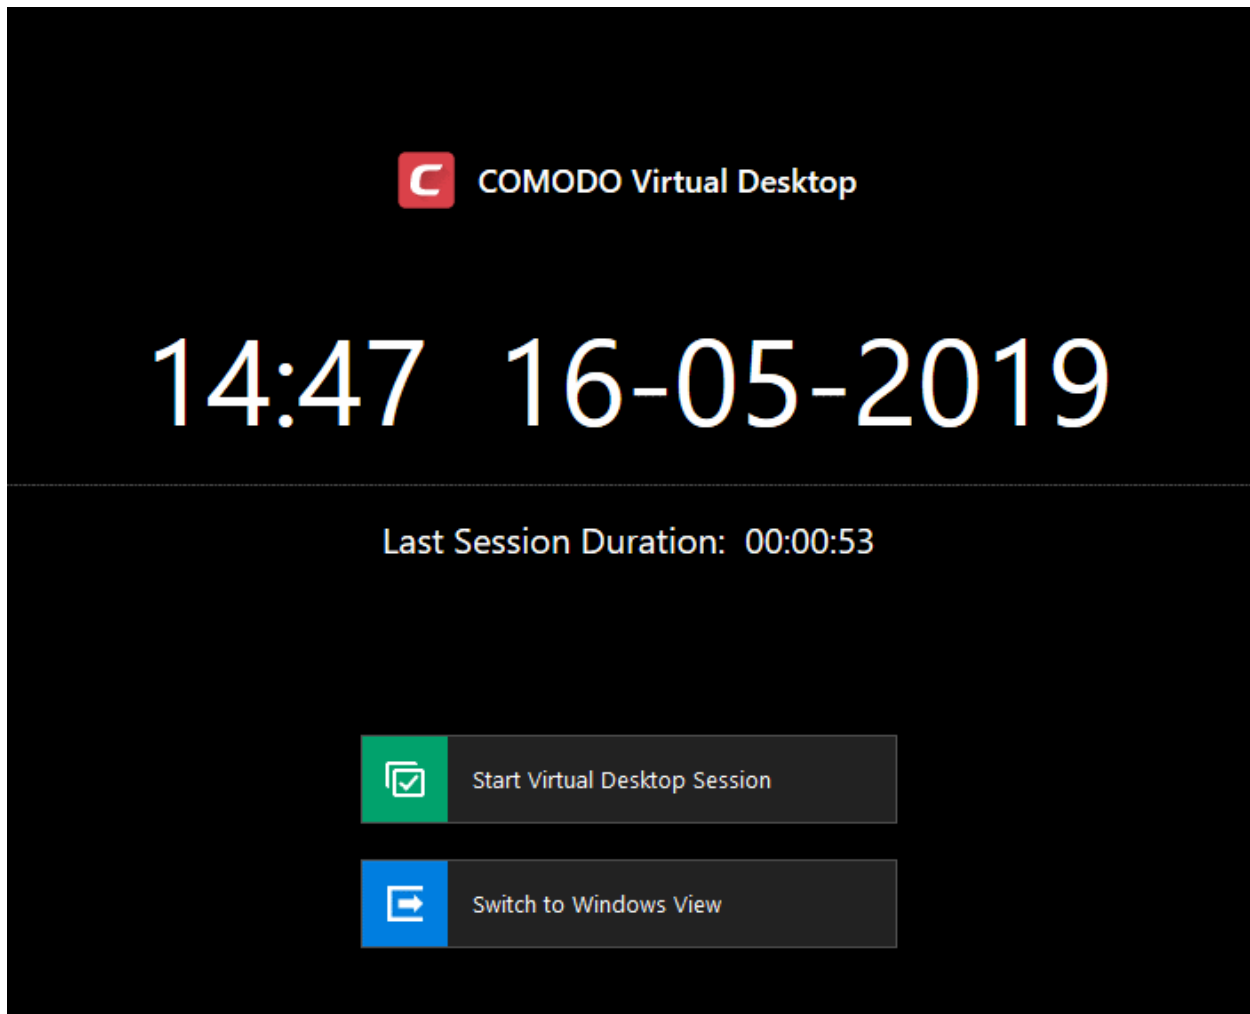 COMODO Virtual Desktop
14:47 16-05-2019
Last Session Duration: 00:00:53
Start Virtual Desktop Session
Switch to Windows View